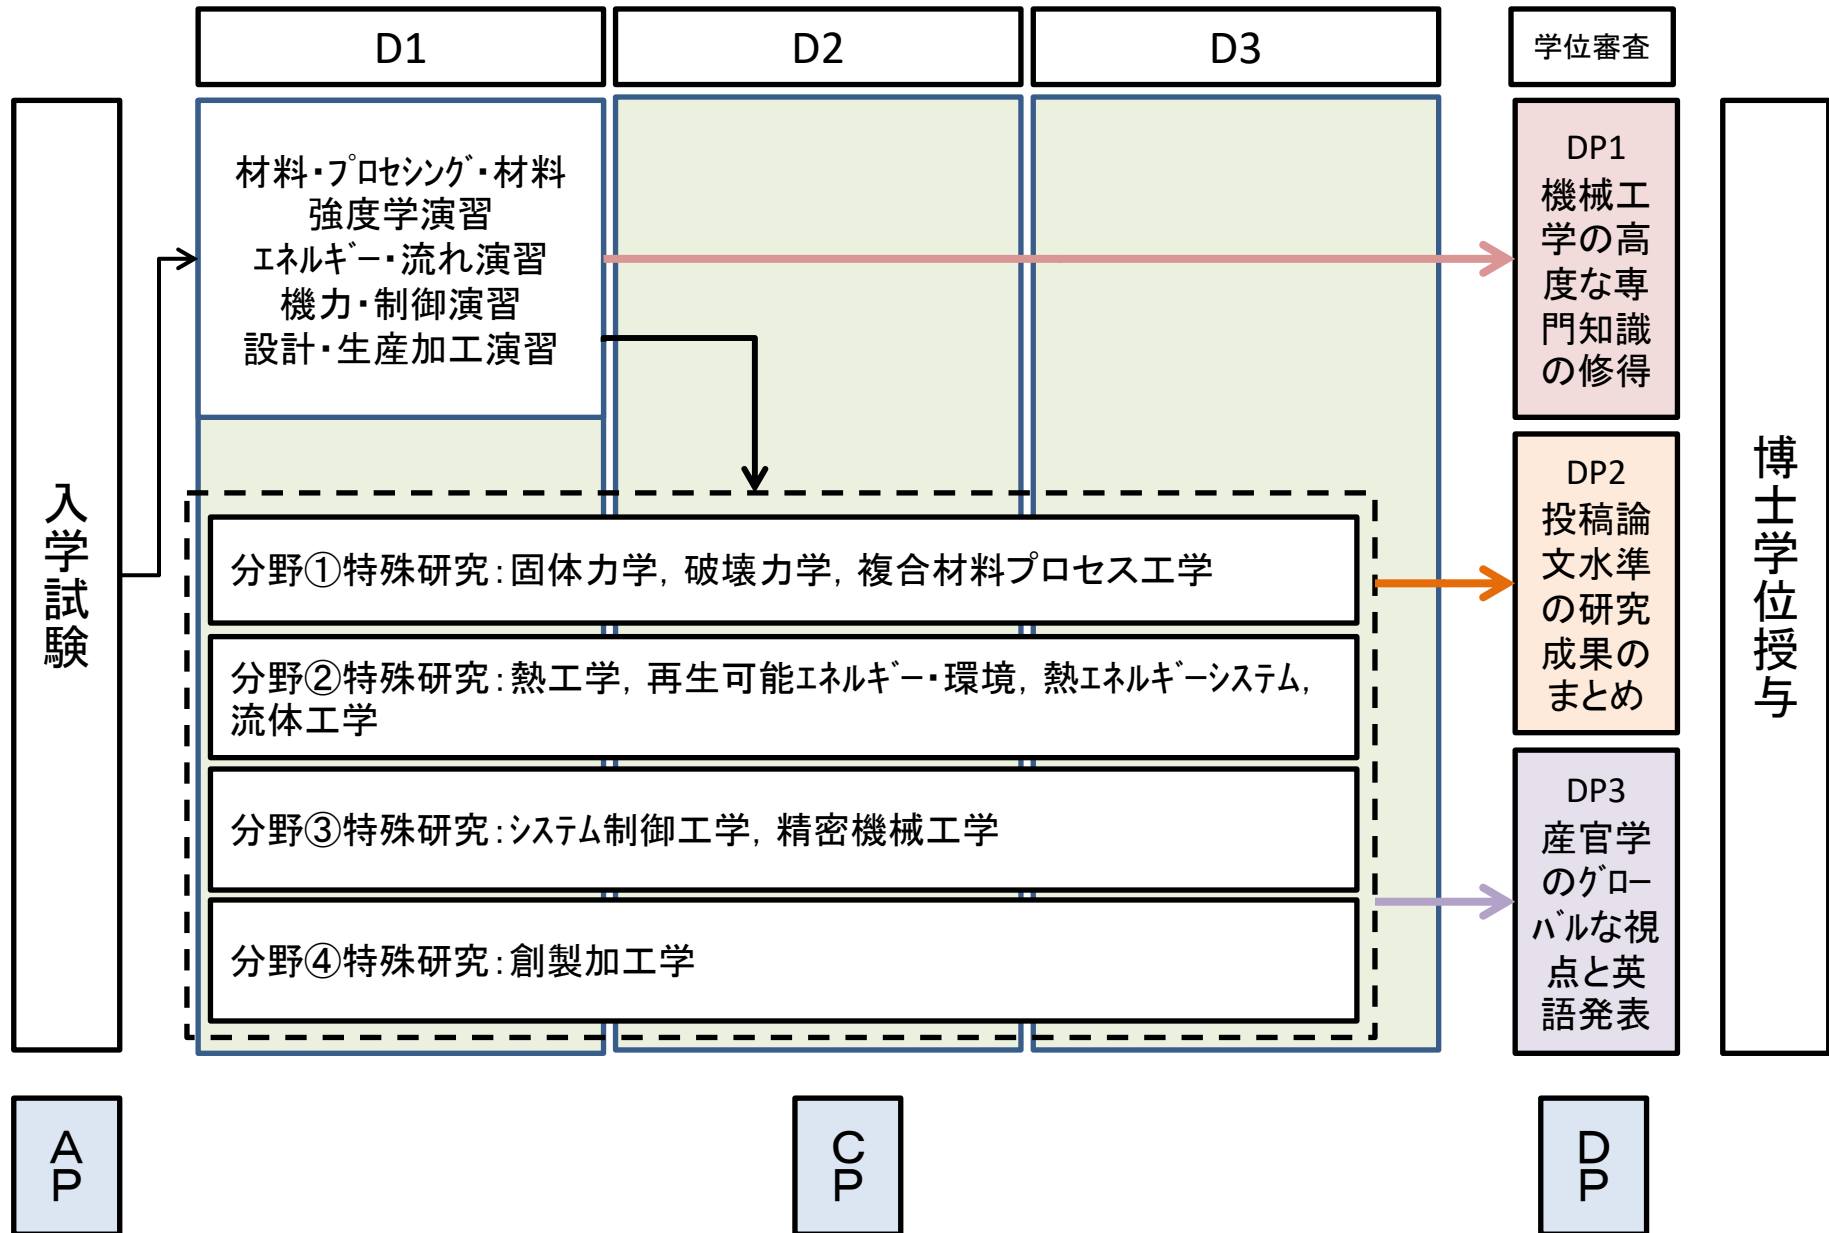 D1
D2
D3
学位審査
入学試験
材料・ﾌﾟﾛｾｼﾝｸﾞ・材料
強度学演習
ｴﾈﾙｷﾞｰ・流れ演習
機力・制御演習
設計・生産加工演習
分野①特殊研究：固体力学，破壊力学，複合材料プロセス工学
分野②特殊研究：熱工学，再生可能ｴﾈﾙｷﾞｰ・環境，熱ｴﾈﾙｷﾞｰｼｽﾃﾑ，
流体工学
分野③特殊研究：ｼｽﾃﾑ制御工学，精密機械工学
分野④特殊研究：創製加工学
DP1
機械工
学の高
度な専
門知識
の修得
DP2
投稿論
文水準
の研究
成果の
まとめ
DP3
産官学
のｸﾞﾛｰ
ﾊﾞﾙな視
点と英
語発表
博士学位授与
AP
CP
DP